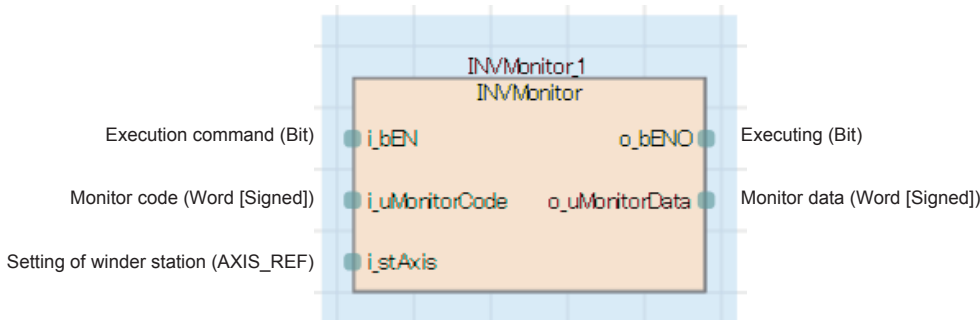 INVMonitor_1
INVMonitor
Execution command (Bit) i_bEN o_bENO Executing (Bit)
Monitor code (Word [Signed]) i_uMonitorCode o_uMonitorData Monitor data (Word [Signed])
Setting of winder station (AXIS_REF) i_stAxis